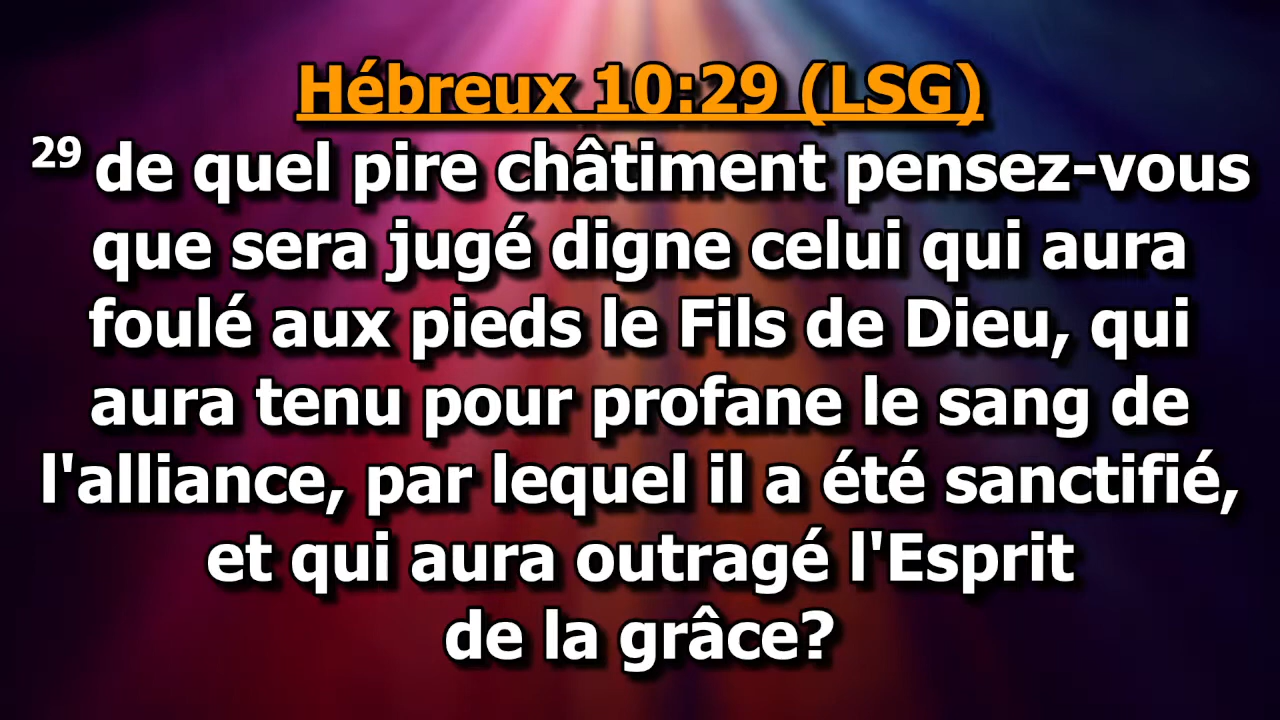 Hébreux 10:29 (LSG)
29 de quel pire châtiment pensez-vous
que sera jugé digne celui qui aura
foulé aux pieds le Fils de Dieu, qui
aura tenu pour profane le sang de
l'alliance, par lequel il a été sanctifié,
et qui aura outragé l'Esprit
de la grâce?